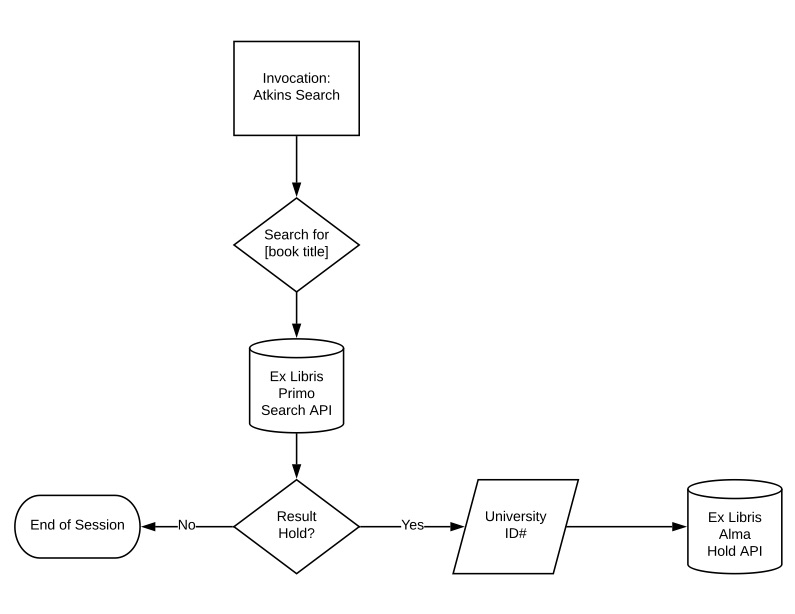 Invocation:
Atkins Search
Search for
[book title]
Ex Libris
Primo
Search API
End of Session
No
Result
Hold?
Yes
University
ID#
Ex Libris
Alma
Hold API